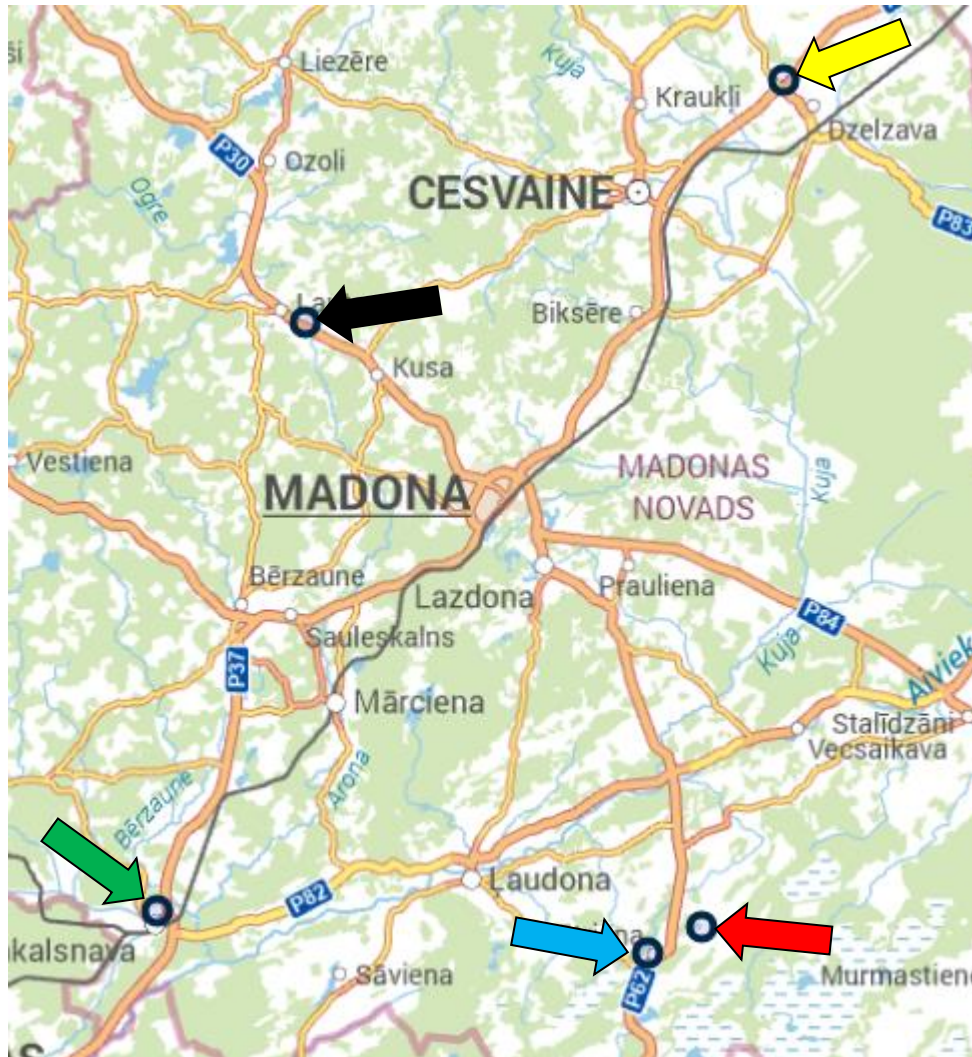 Liezēre
Kuja
Kraukļi
Dzelzava
P30
Ozoli
CESVAINE
Ogre
P83
Biksēre
Kusa
Vestiena
MADONAS
NOVADS
Kuja
MADONA
Bērzaune
Lazdona
Prauliena
Sauleskalns
P84
Kuja
P37
Aiviek
Mārciena
Stalīdzāni
Vecsaikava
Arona
Bērzaune
Laudona
P82
kalsnava
Sāviena
P62
Murmastien